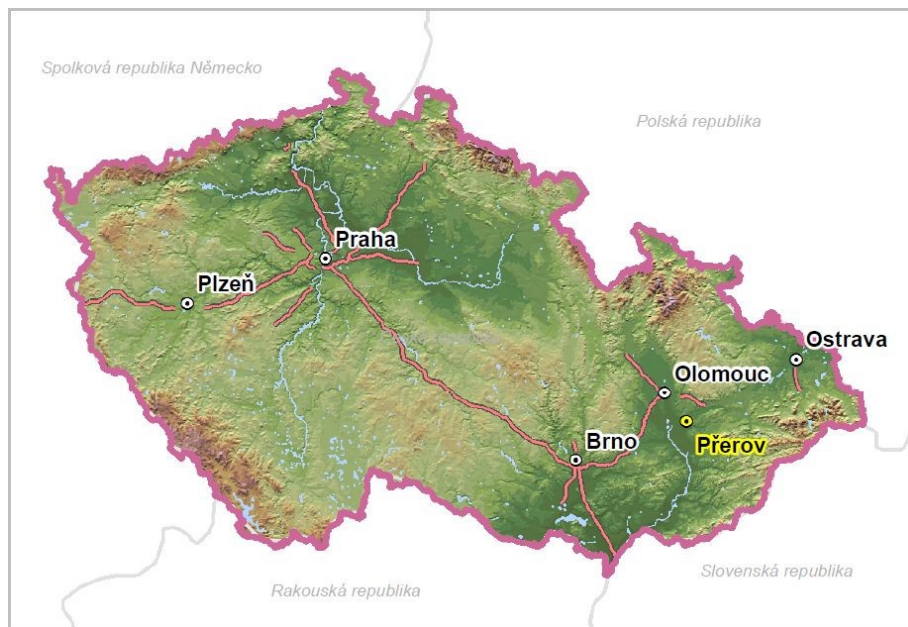 Spolková republika Německo
Polská republika
Praha
Plzeň
Ostrava
Olomouc
Přerov
Brno
Slovenská republika
Rakouská republika